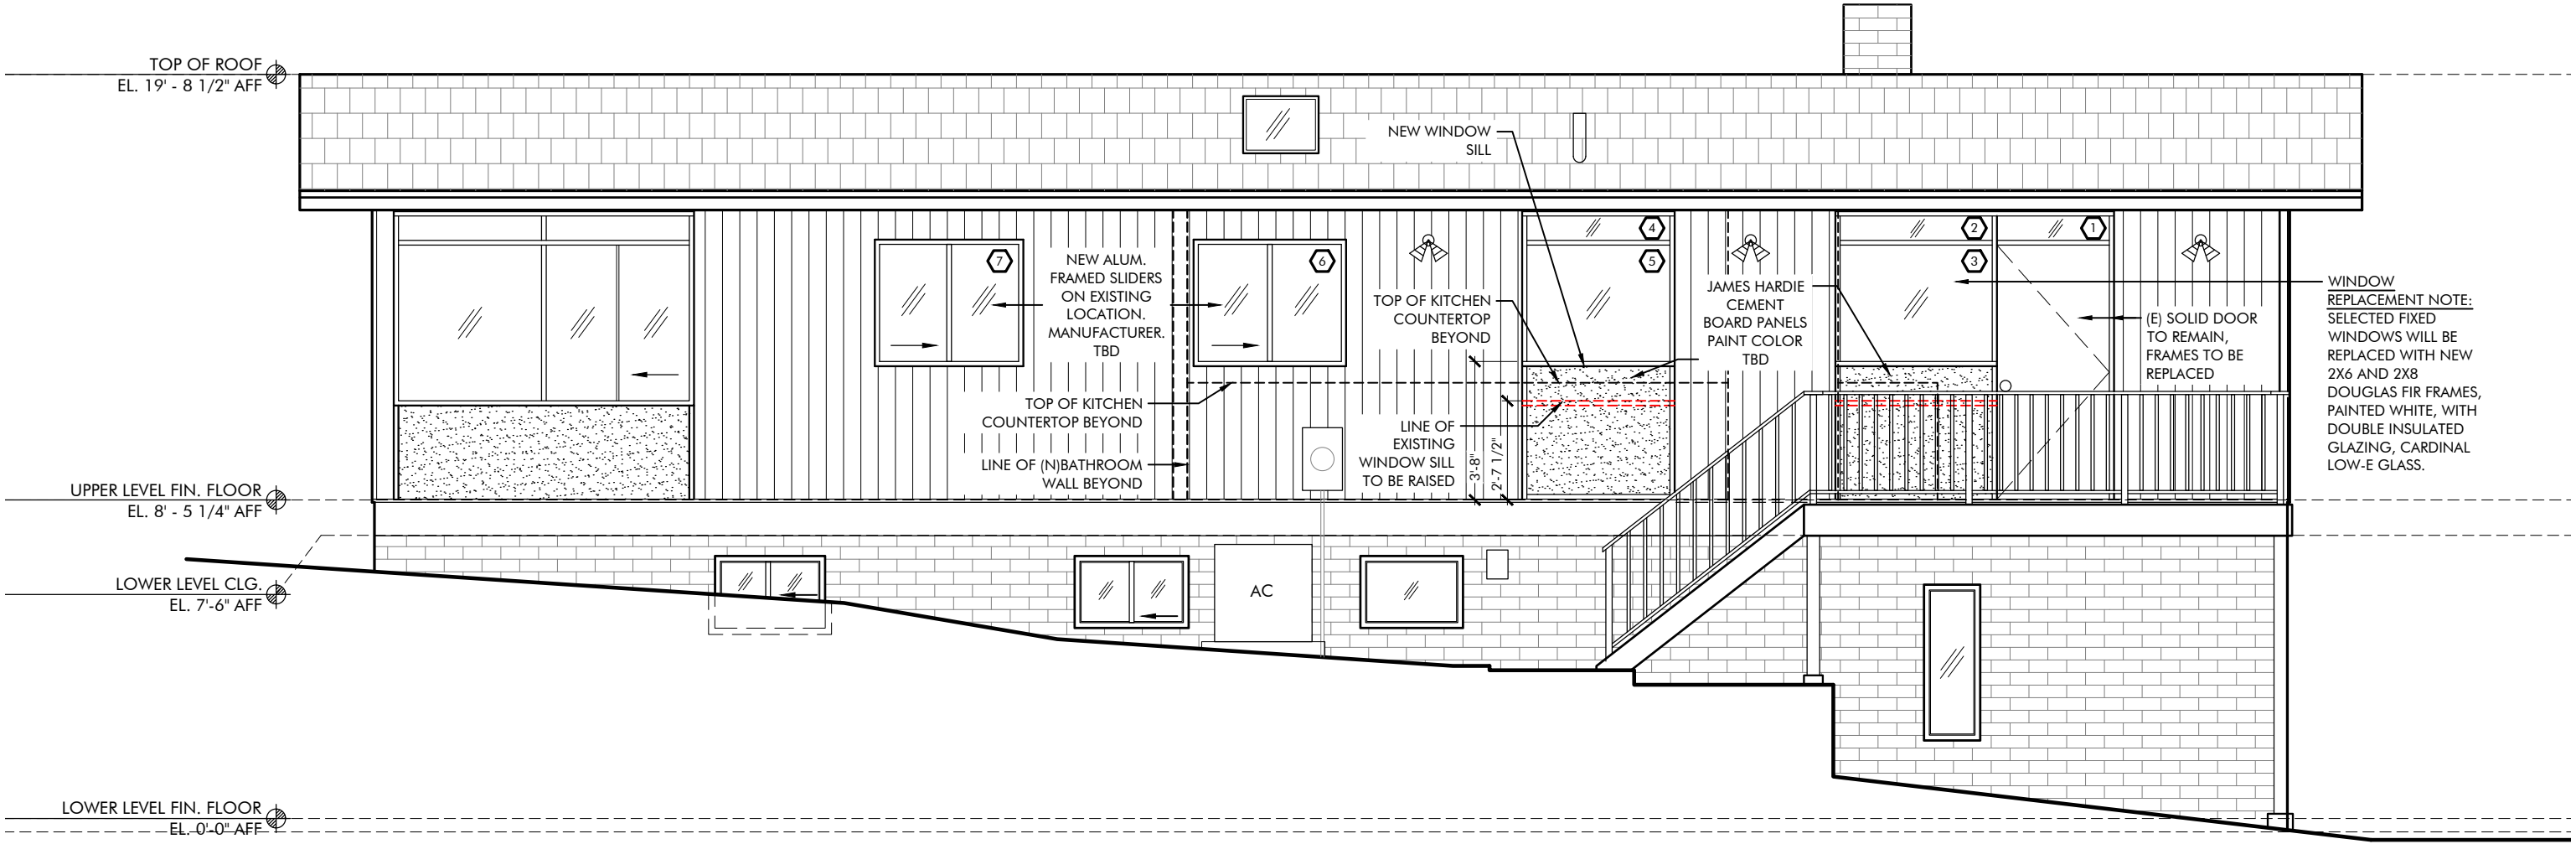 TOP OF ROOF
EL. 19' - 8 1/2" AFF
UPPER LEVEL FIN. FLOOR
EL. 8' - 5 1/4" AFF
LOWER LEVEL CLG.
EL. 7'-6" AFF
LOWER LEVEL FIN. FLOOR
EL. 0'-0" AFF
7
NEW ALUM.
FRAMED SLIDERS
ON EXISTING
LOCATION.
MANUFACTURER.
TBD
6
TOP OF KITCHEN
COUNTERTOP BEYOND
LINE OF (N)BATHROOM
WALL BEYOND
NEW WINDOW
SILL
TOP OF KITCHEN
COUNTERTOP
BEYOND
LINE OF
EXISTING
WINDOW SILL
TO BE RAISED
3'-8"
2'-7 1/2"
AC
4
5
JAMES HARDIE
CEMENT
BOARD PANELS
PAINT COLOR
TBD
2
3
1
(E) SOLID DOOR
TO REMAIN,
FRAMES TO BE
REPLACED
WINDOW
REPLACEMENT NOTE:
SELECTED FIXED
WINDOWS WILL BE
REPLACED WITH NEW
2X6 AND 2X8
DOUGLAS FIR FRAMES,
PAINTED WHITE, WITH
DOUBLE INSULATED
GLAZING, CARDINAL
LOW-E GLASS.